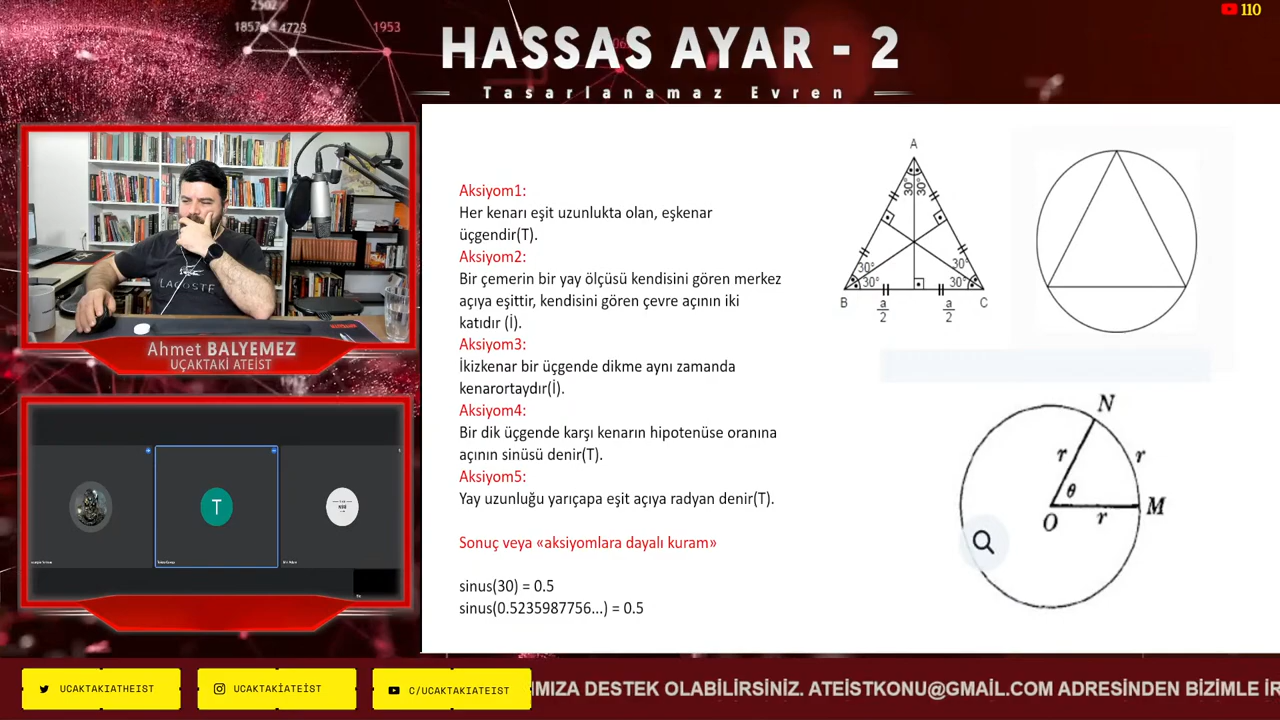 2502
1857
4723
1953
110
HASSAS AYAR - 2
Tasarlanamaz Evren
LACOSTE
Ahmet BALYEMEZ
UÇAKTAKİ ATEİST
T
Aksiyom1:
Her kenarı eşit uzunlukta olan, eşkenar
üçgendir(T).
Aksiyom2:
Bir çemerin bir yay ölçüsü kendisini gören merkez
açıya eşittir, kendisini gören çevre açının iki
katıdır (İ).
Aksiyom3:
İkizkenar bir üçgende dikme aynı zamanda
kenarortaydır(İ).
Aksiyom4:
Bir dik üçgende karşı kenarın hipotenüse oranına
açının sinüsü denir(T).
Aksiyom5:
Yay uzunluğu yarıçapa eşit açıya radyan denir(T).
Sonuç veya «aksiyomlara dayalı kuram»
sinus(30) = 0.5
sinus(0.5235987756...) = 0.5
A
30° 30°
30° 30°
30° 30°
B C
a/2 a/2
N
r r
θ
O r M
UCAKTAKIATHEIST
UCAKTAKİATEİST
C/UCAKTAKIATEIST
IMIZA DESTEK OLABİLİRSİNİZ. ATEISTKONU@GMAİL.COM ADRESİNDEN BİZİMLE İR